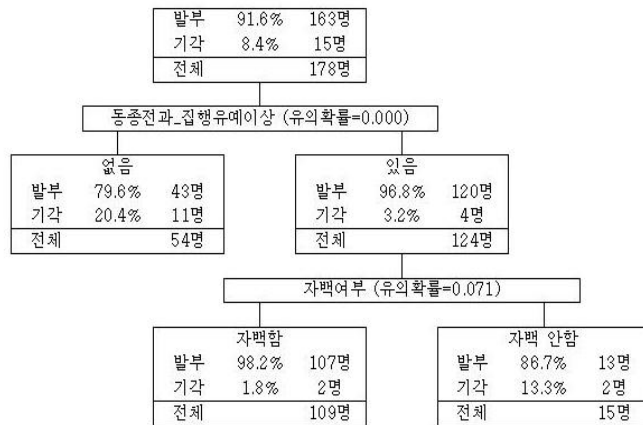 발부 91.6% 163명
기각 8.4% 15명
전체 178명
동종전과_집행유예이상 (유의확률=0.000)
없음
발부 79.6% 43명
기각 20.4% 11명
전체 54명
있음
발부 96.8% 120명
기각 3.2% 4명
전체 124명
자백여부 (유의확률=0.071)
자백함
발부 98.2% 107명
기각 1.8% 2명
전체 109명
자백 안함
발부 86.7% 13명
기각 13.3% 2명
전체 15명